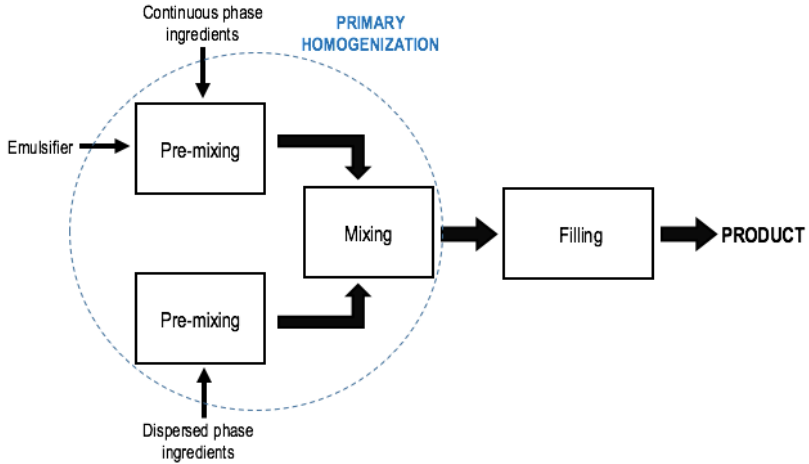 Continuous phase
ingredients
PRIMARY
HOMOGENIZATION
Emulsifier
Pre-mixing
Mixing
Filling
PRODUCT
Pre-mixing
Dispersed phase
ingredients